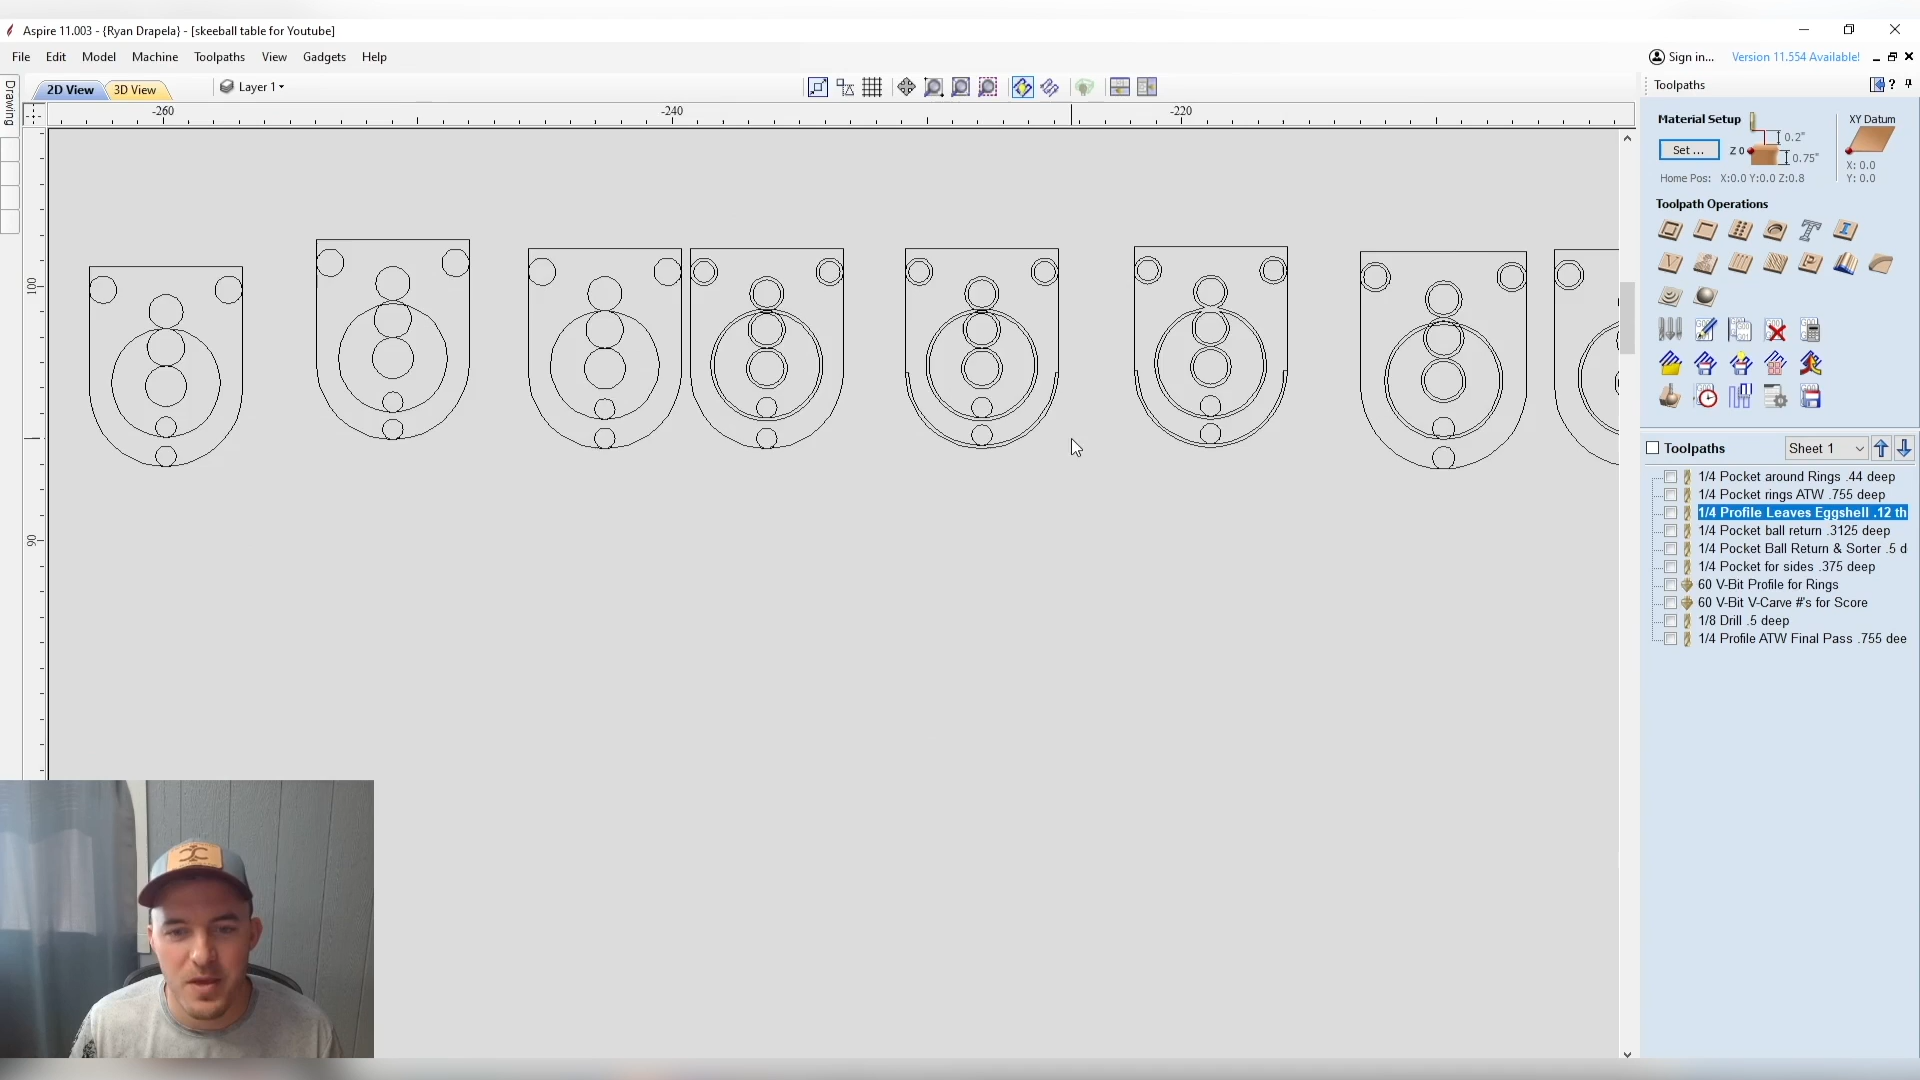 Aspire 11.003 - {Ryan Drapela} - [skeeball table for Youtube]
File Edit Model Machine Toolpaths View Gadgets Help
Sign in... Version 11.554 Available!
Drawing
2D View 3D View Layer 1
Toolpaths
-260 -240 -220
100
90
Material Setup
Set ...
Z 0
0.2"
0.75"
Home Pos: X:0.0 Y:0.0 Z:0.8
XY Datum
X: 0.0
Y: 0.0
Toolpath Operations
Toolpaths Sheet 1
1/4 Pocket around Rings .44 deep
1/4 Pocket rings ATW .755 deep
1/4 Profile Leaves Eggshell .12 th
1/4 Pocket ball return .3125 deep
1/4 Pocket Ball Return & Sorter .5 d
1/4 Pocket for sides .375 deep
60 V-Bit Profile for Rings
60 V-Bit V-Carve #'s for Score
1/8 Drill .5 deep
1/4 Profile ATW Final Pass .755 dee